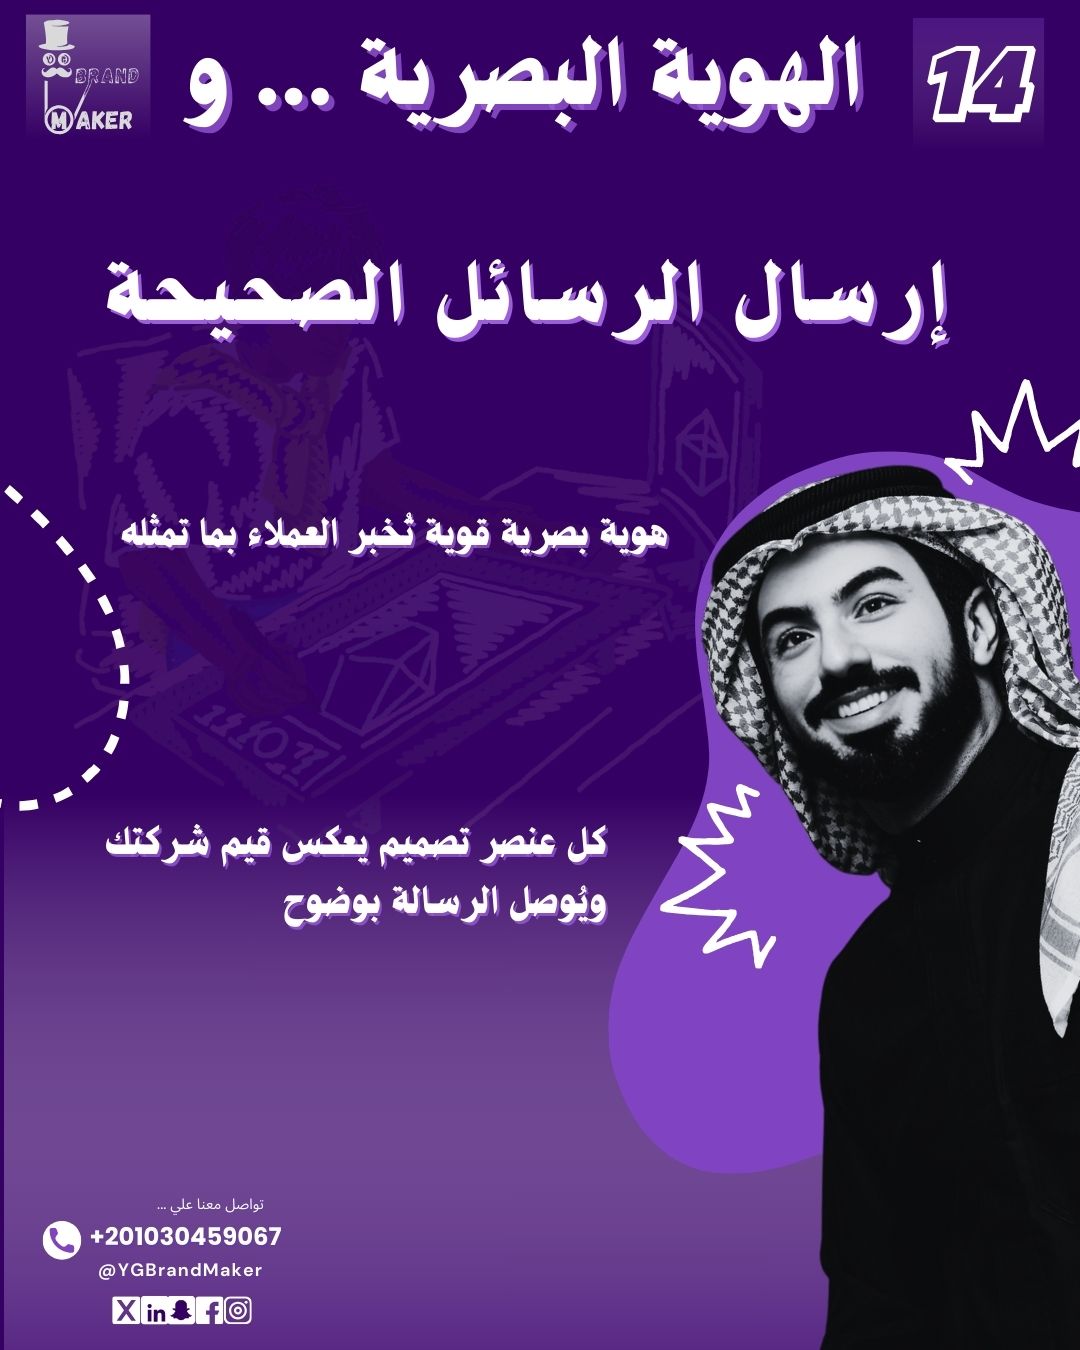 14
الهوية البصرية ... و
BRAND
MAKER
إرسال الرسائل الصحيحة
هوية بصرية قوية تُخبر العملاء بما تمثله
كل عنصر تصميم يعكس قيم شركتك
ويُوصل الرسالة بوضوح
تواصل معنا علي ...
+201030459067
@YGBrandMaker